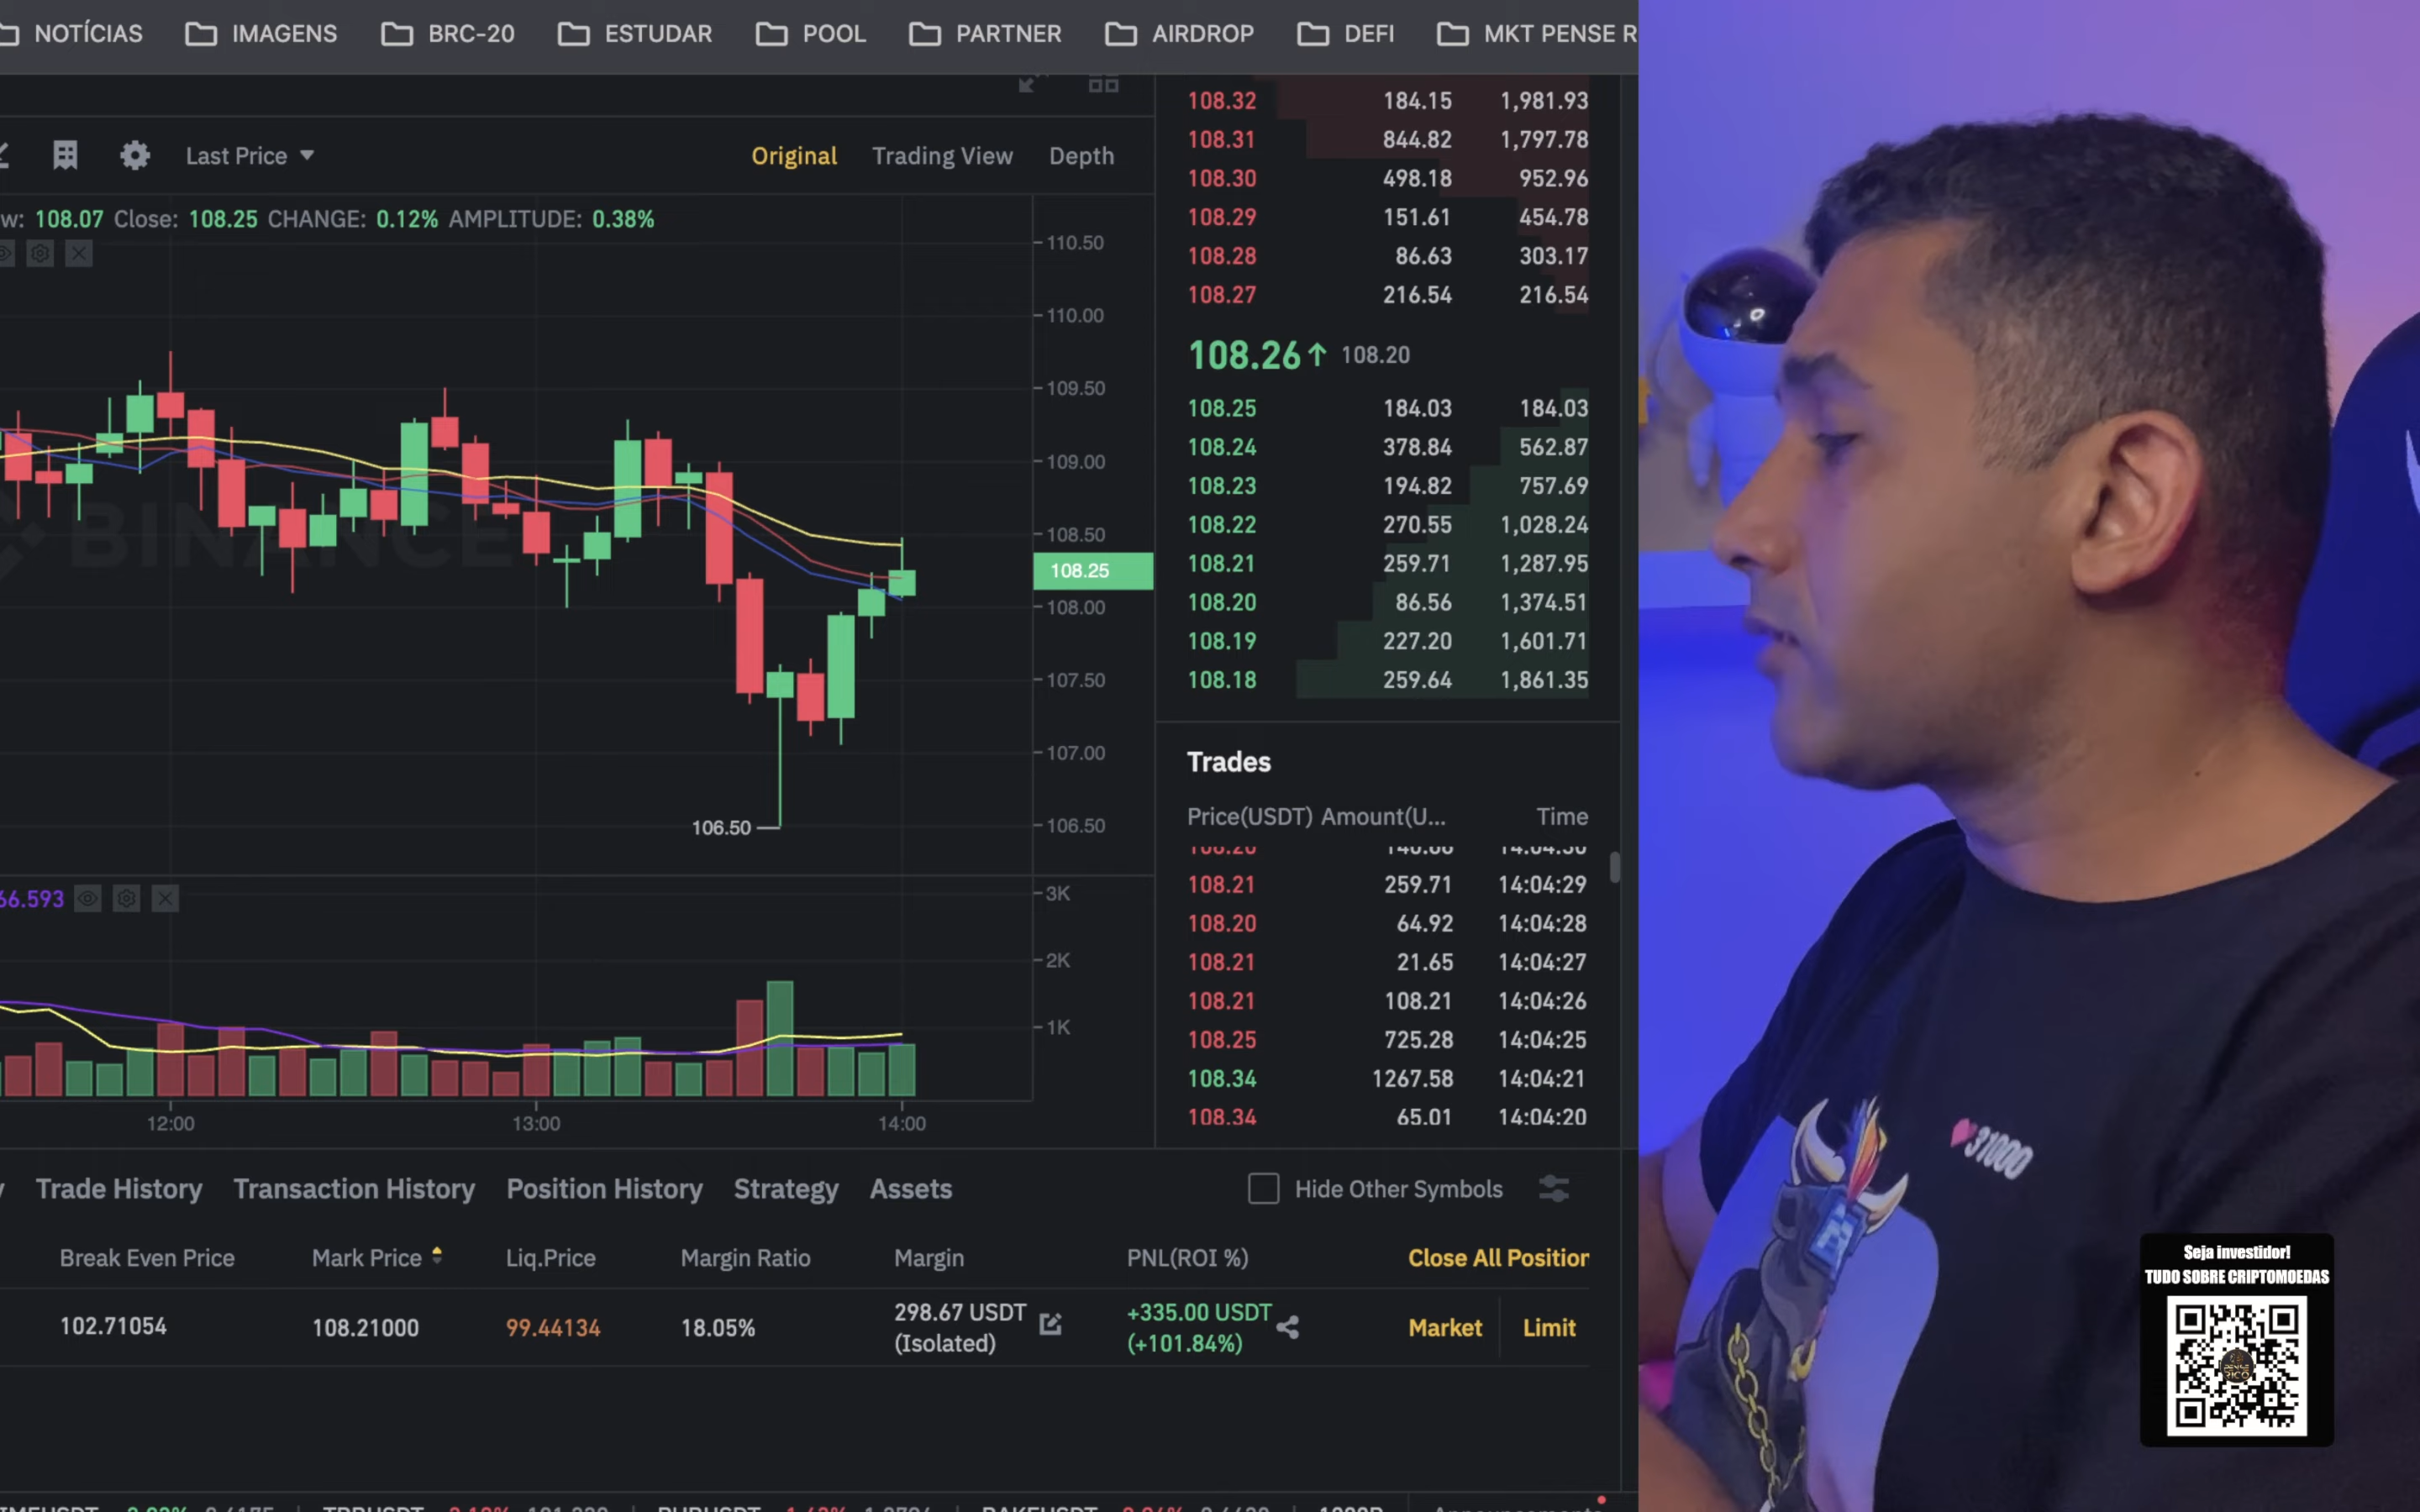 NOTÍCIAS IMAGENS BRC-20 ESTUDAR POOL PARTNER AIRDROP DEFI MKT PENSE R
Last Price Original Trading View Depth
w: 108.07 Close: 108.25 CHANGE: 0.12% AMPLITUDE: 0.38%
110.50
110.00
109.50
109.00
108.50
108.25
108.00
107.50
107.00
106.50
BINANCE
106.50
66.593
3K
2K
1K
12:00 13:00 14:00
108.32 184.15 1,981.93
108.31 844.82 1,797.78
108.30 498.18 952.96
108.29 151.61 454.78
108.28 86.63 303.17
108.27 216.54 216.54
108.26 108.20
108.25 184.03 184.03
108.24 378.84 562.87
108.23 194.82 757.69
108.22 270.55 1,028.24
108.21 259.71 1,287.95
108.20 86.56 1,374.51
108.19 227.20 1,601.71
108.18 259.64 1,861.35
Trades
Price(USDT) Amount(U... Time
108.21 259.71 14:04:29
108.20 64.92 14:04:28
108.21 21.65 14:04:27
108.21 108.21 14:04:26
108.25 725.28 14:04:25
108.34 1267.58 14:04:21
108.34 65.01 14:04:20
Trade History Transaction History Position History Strategy Assets Hide Other Symbols
Break Even Price Mark Price Liq.Price Margin Ratio Margin PNL(ROI %) Close All Position
102.71054 108.21000 99.44134 18.05% 298.67 USDT (Isolated) +335.00 USDT (+101.84%) Market Limit
31000
Seja investidor!
TUDO SOBRE CRIPTOMOEDAS